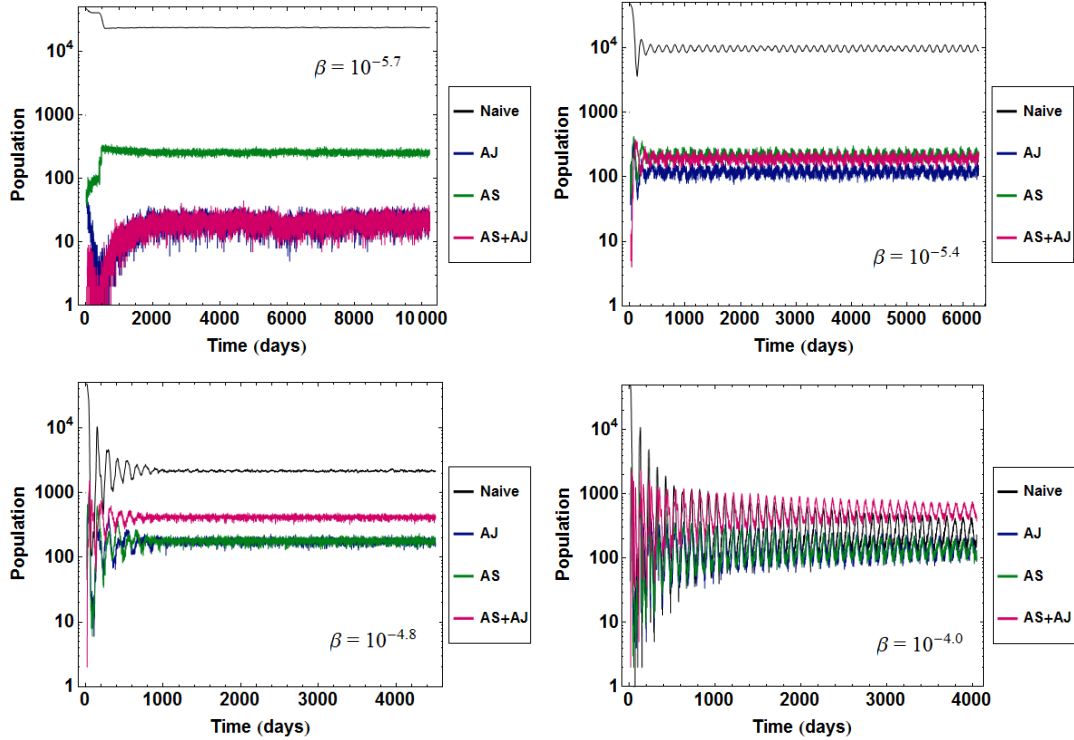 10⁴
1000
100
10
1
Population
0 2000 4000 6000 8000 10 000
Time (days)
β = 10⁻⁵·⁷
Naive
AJ
AS
AS+AJ
10⁴
1000
100
10
1
Population
0 1000 2000 3000 4000 5000 6000
Time (days)
β = 10⁻⁵·⁴
Naive
AJ
AS
AS+AJ
10⁴
1000
100
10
1
Population
0 1000 2000 3000 4000
Time (days)
β = 10⁻⁴·⁸
Naive
AJ
AS
AS+AJ
10⁴
1000
100
10
1
Population
0 1000 2000 3000 4000
Time (days)
β = 10⁻⁴·⁰
Naive
AJ
AS
AS+AJ